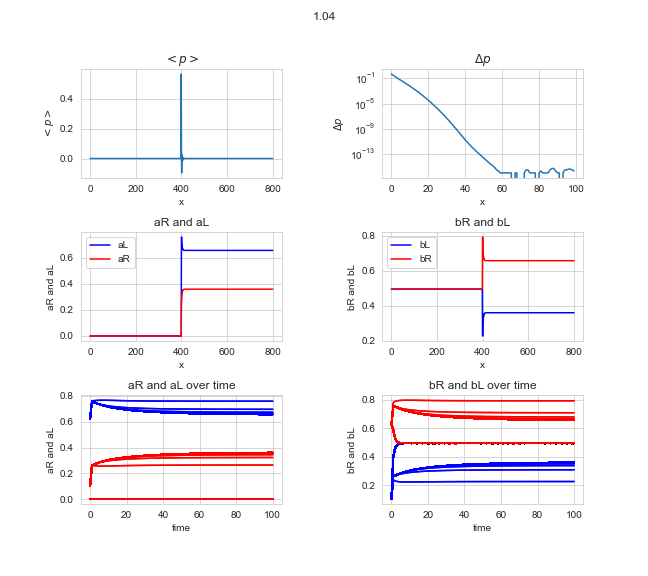 1.04
< p >
Δp
< p >
0.4
0.2
0.0
0 200 400 600 800
x
Δp
10⁻¹
10⁻⁵
10⁻⁹
10⁻¹³
0 20 40 60 80 100
x
aR and aL
bR and bL
aR and aL
0.6
0.4
0.2
0.0
aL
aR
0 200 400 600 800
x
bR and bL
0.8
0.6
0.4
0.2
bL
bR
0 200 400 600 800
x
aR and aL over time
bR and bL over time
aR and aL
0.8
0.6
0.4
0.2
0.0
0 20 40 60 80 100
time
bR and bL
0.8
0.6
0.4
0.2
0 20 40 60 80 100
time